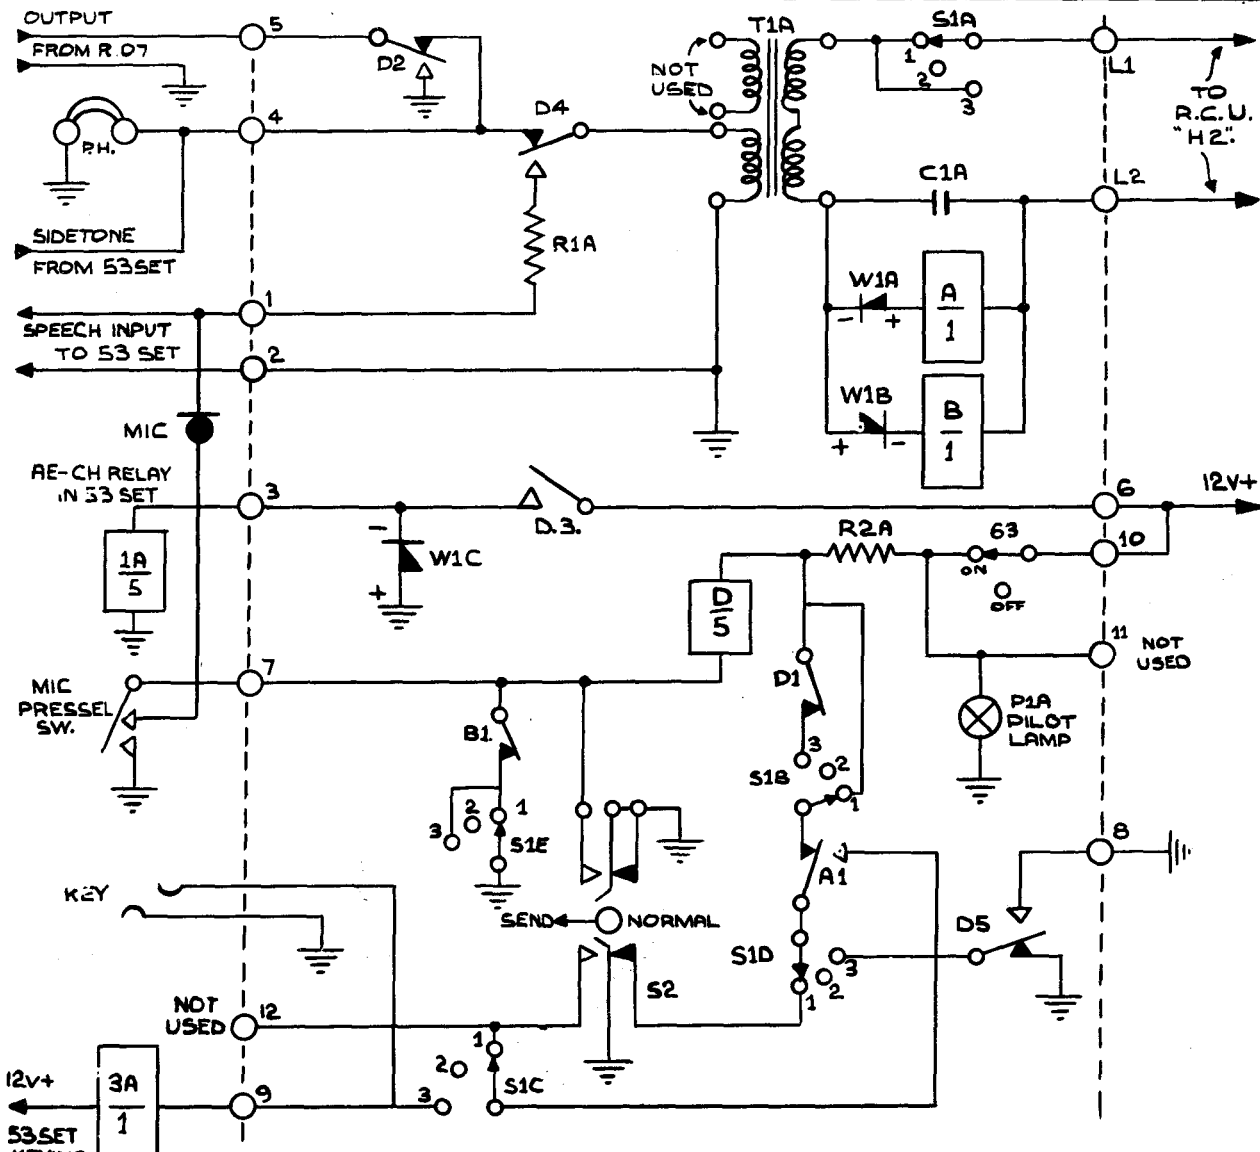 OUTPUT
FROM R.07
5
D2
T1A
S1A
1
2
3
L1
NOT
USED
TO
R.C.U.
"H2".
P.H.
4
D4
C1A
L2
SIDETONE
FROM 53SET
R1A
W1A
- +
A
1
1
SPEECH INPUT
TO 53 SET
2
W1B
+ -
B
1
MIC
AE-CH RELAY
IN 53 SET
3
D.3.
6
12V+
1A
5
-
W1C
+
R2A
63
ON
OFF
10
D
5
11
NOT
USED
MIC
PRESSEL
SW.
7
B1
D1
P1A
PILOT
LAMP
3
2
1
S1B
3
2
1
S1E
8
A1
KEY
SEND
NORMAL
D5
S1D
3
2
1
S2
NOT
USED
12
1
2
3
S1C
12V+
3A
1
9
53SET